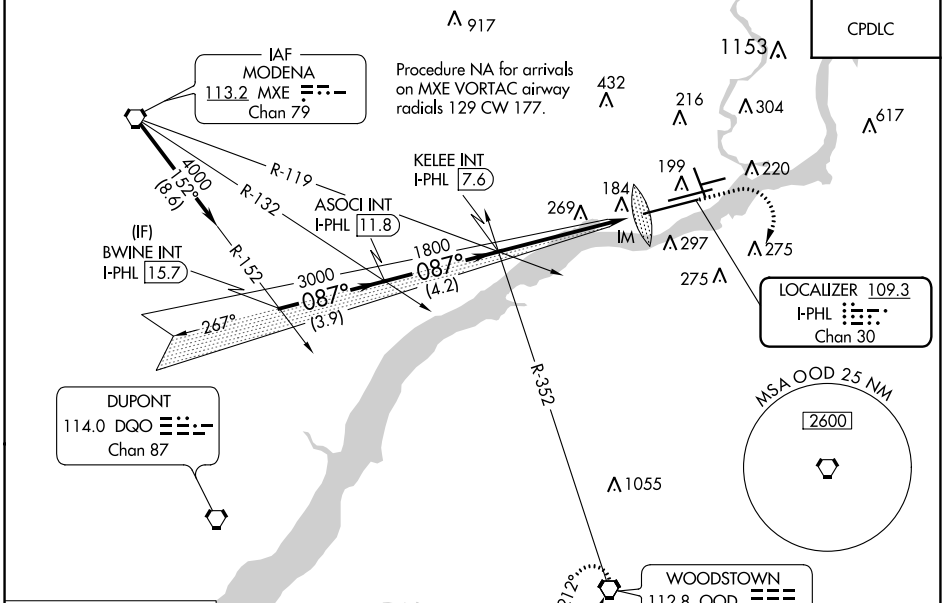 917
CPDLC
1153
IAF
MODENA
113.2 MXE
Chan 79
Procedure NA for arrivals
on MXE VORTAC airway
radials 129 CW 177.
432
216
304
617
KELEE INT
I-PHL 7.6
R-119
4000
152°
(8.6)
R-132
199
220
184
ASOCI INT
I-PHL 11.8
269
IM
(IF)
BWINE INT
I-PHL 15.7
R-152
1800
087°
(4.2)
3000
087°
(3.9)
267°
297
275
275
LOCALIZER 109.3
I-PHL
Chan 30
R-352
MSA OOD 25 NM
2600
DUPONT
114.0 DQO
Chan 87
1055
212°
WOODSTOWN
112.8 OOD